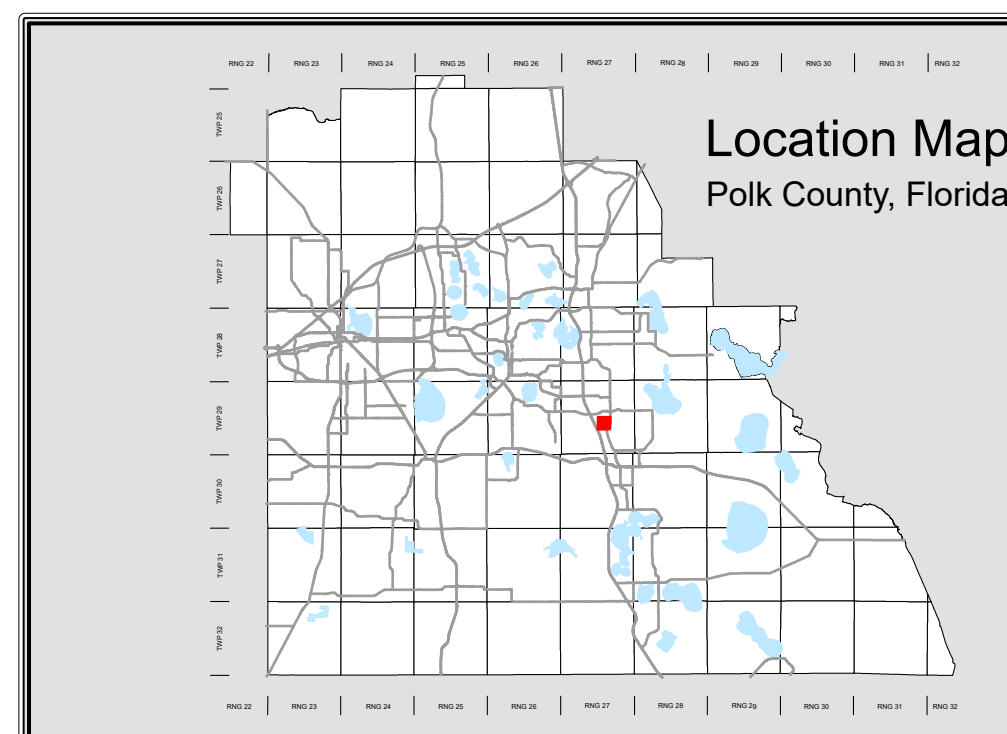 RNG 22 RNG 23 RNG 24 RNG 25 RNG 26 RNG 27 RNG 28 RNG 29 RNG 30 RNG 31 RNG 32
Location Map
Polk County, Florida
TWP 25
TWP 26
TWP 27
TWP 28
TWP 29
TWP 30
TWP 31
TWP 32
RNG 22 RNG 23 RNG 24 RNG 25 RNG 26 RNG 27 RNG 28 RNG 29 RNG 30 RNG 31 RNG 32